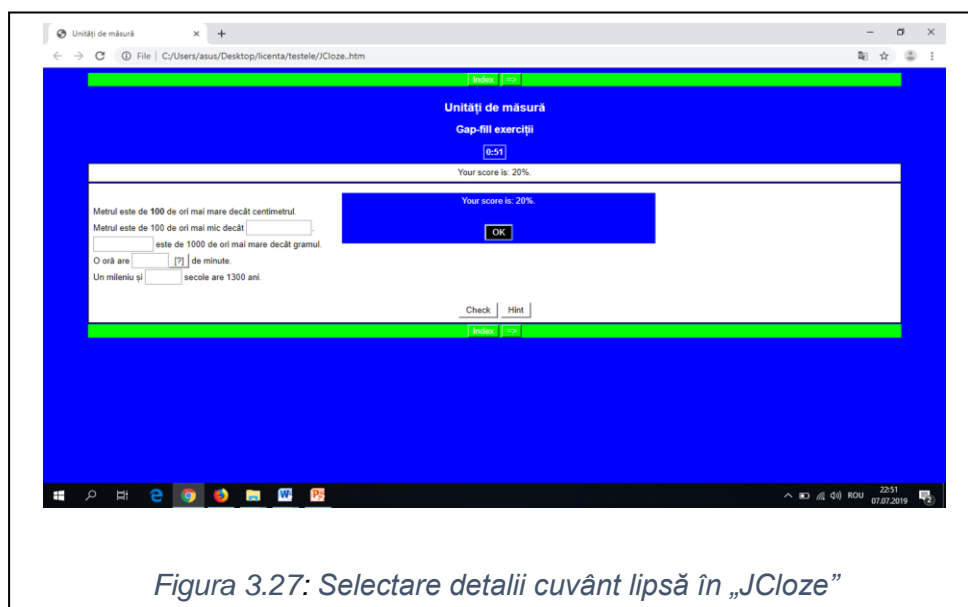 Unități de măsură
File | C:/Users/asus/Desktop/licenta/testele/JCloze..htm
Index =>
Unități de măsură
Gap-fill exerciții
0:51
Your score is: 20%.
Your score is: 20%.
OK
Metrul este de 100 de ori mai mare decât centimetrul.
Metrul este de 100 de ori mai mic decât .
este de 1000 de ori mai mare decât gramul.
O oră are [?] de minute.
Un mileniu și secole are 1300 ani.
Check Hint
Index =>
ROU 22:51
07.07.2019
Figura 3.27: Selectare detalii cuvânt lipsă în „JCloze”